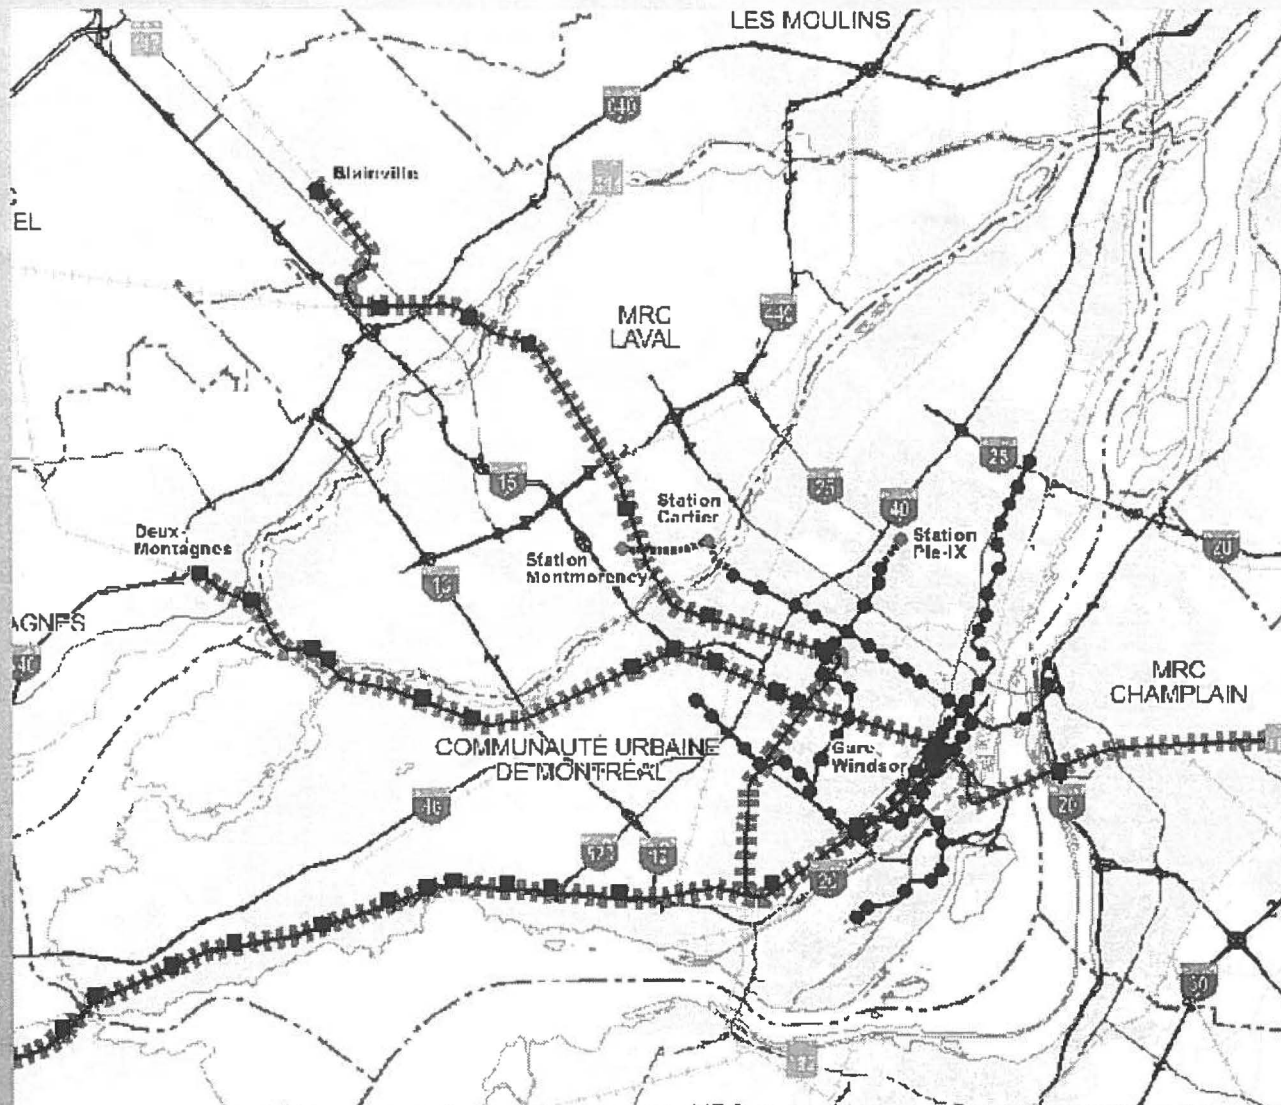 LES MOULINS
640
Blainville
EL
MRC
LAVAL
440
25
15
Station
Cartier
25
40
Station
Pie-IX
20
Deux-
Montagnes
Station
Montmorency
13
AGNES
40
MRC
CHAMPLAIN
COMMUNAUTÉ URBAINE
DE MONTRÉAL
Gare
Windsor
40
20
15
20
30